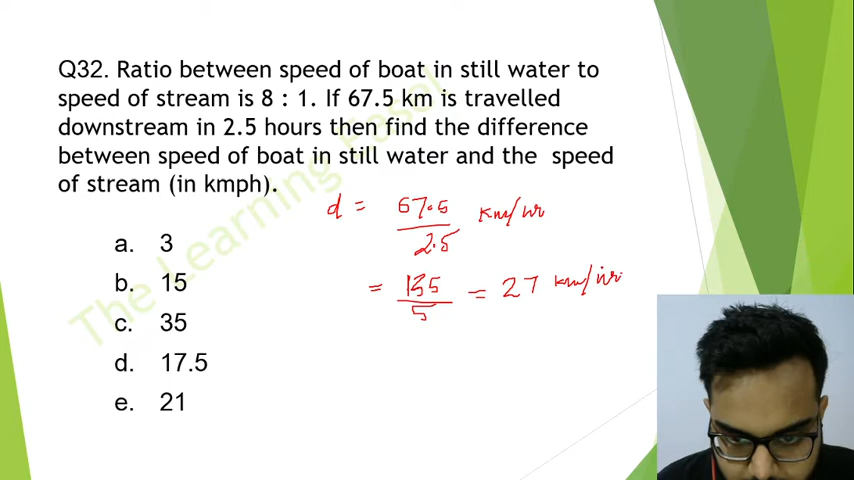 Q32. Ratio between speed of boat in still water to
speed of stream is 8 : 1. If 67.5 km is travelled
downstream in 2.5 hours then find the difference
between speed of boat in still water and the speed
of stream (in kmph).
d = 67.5 / 2.5 km/hr
= 135 / 5 = 27 km/hr
a. 3
b. 15
c. 35
d. 17.5
e. 21
The Learning Easel